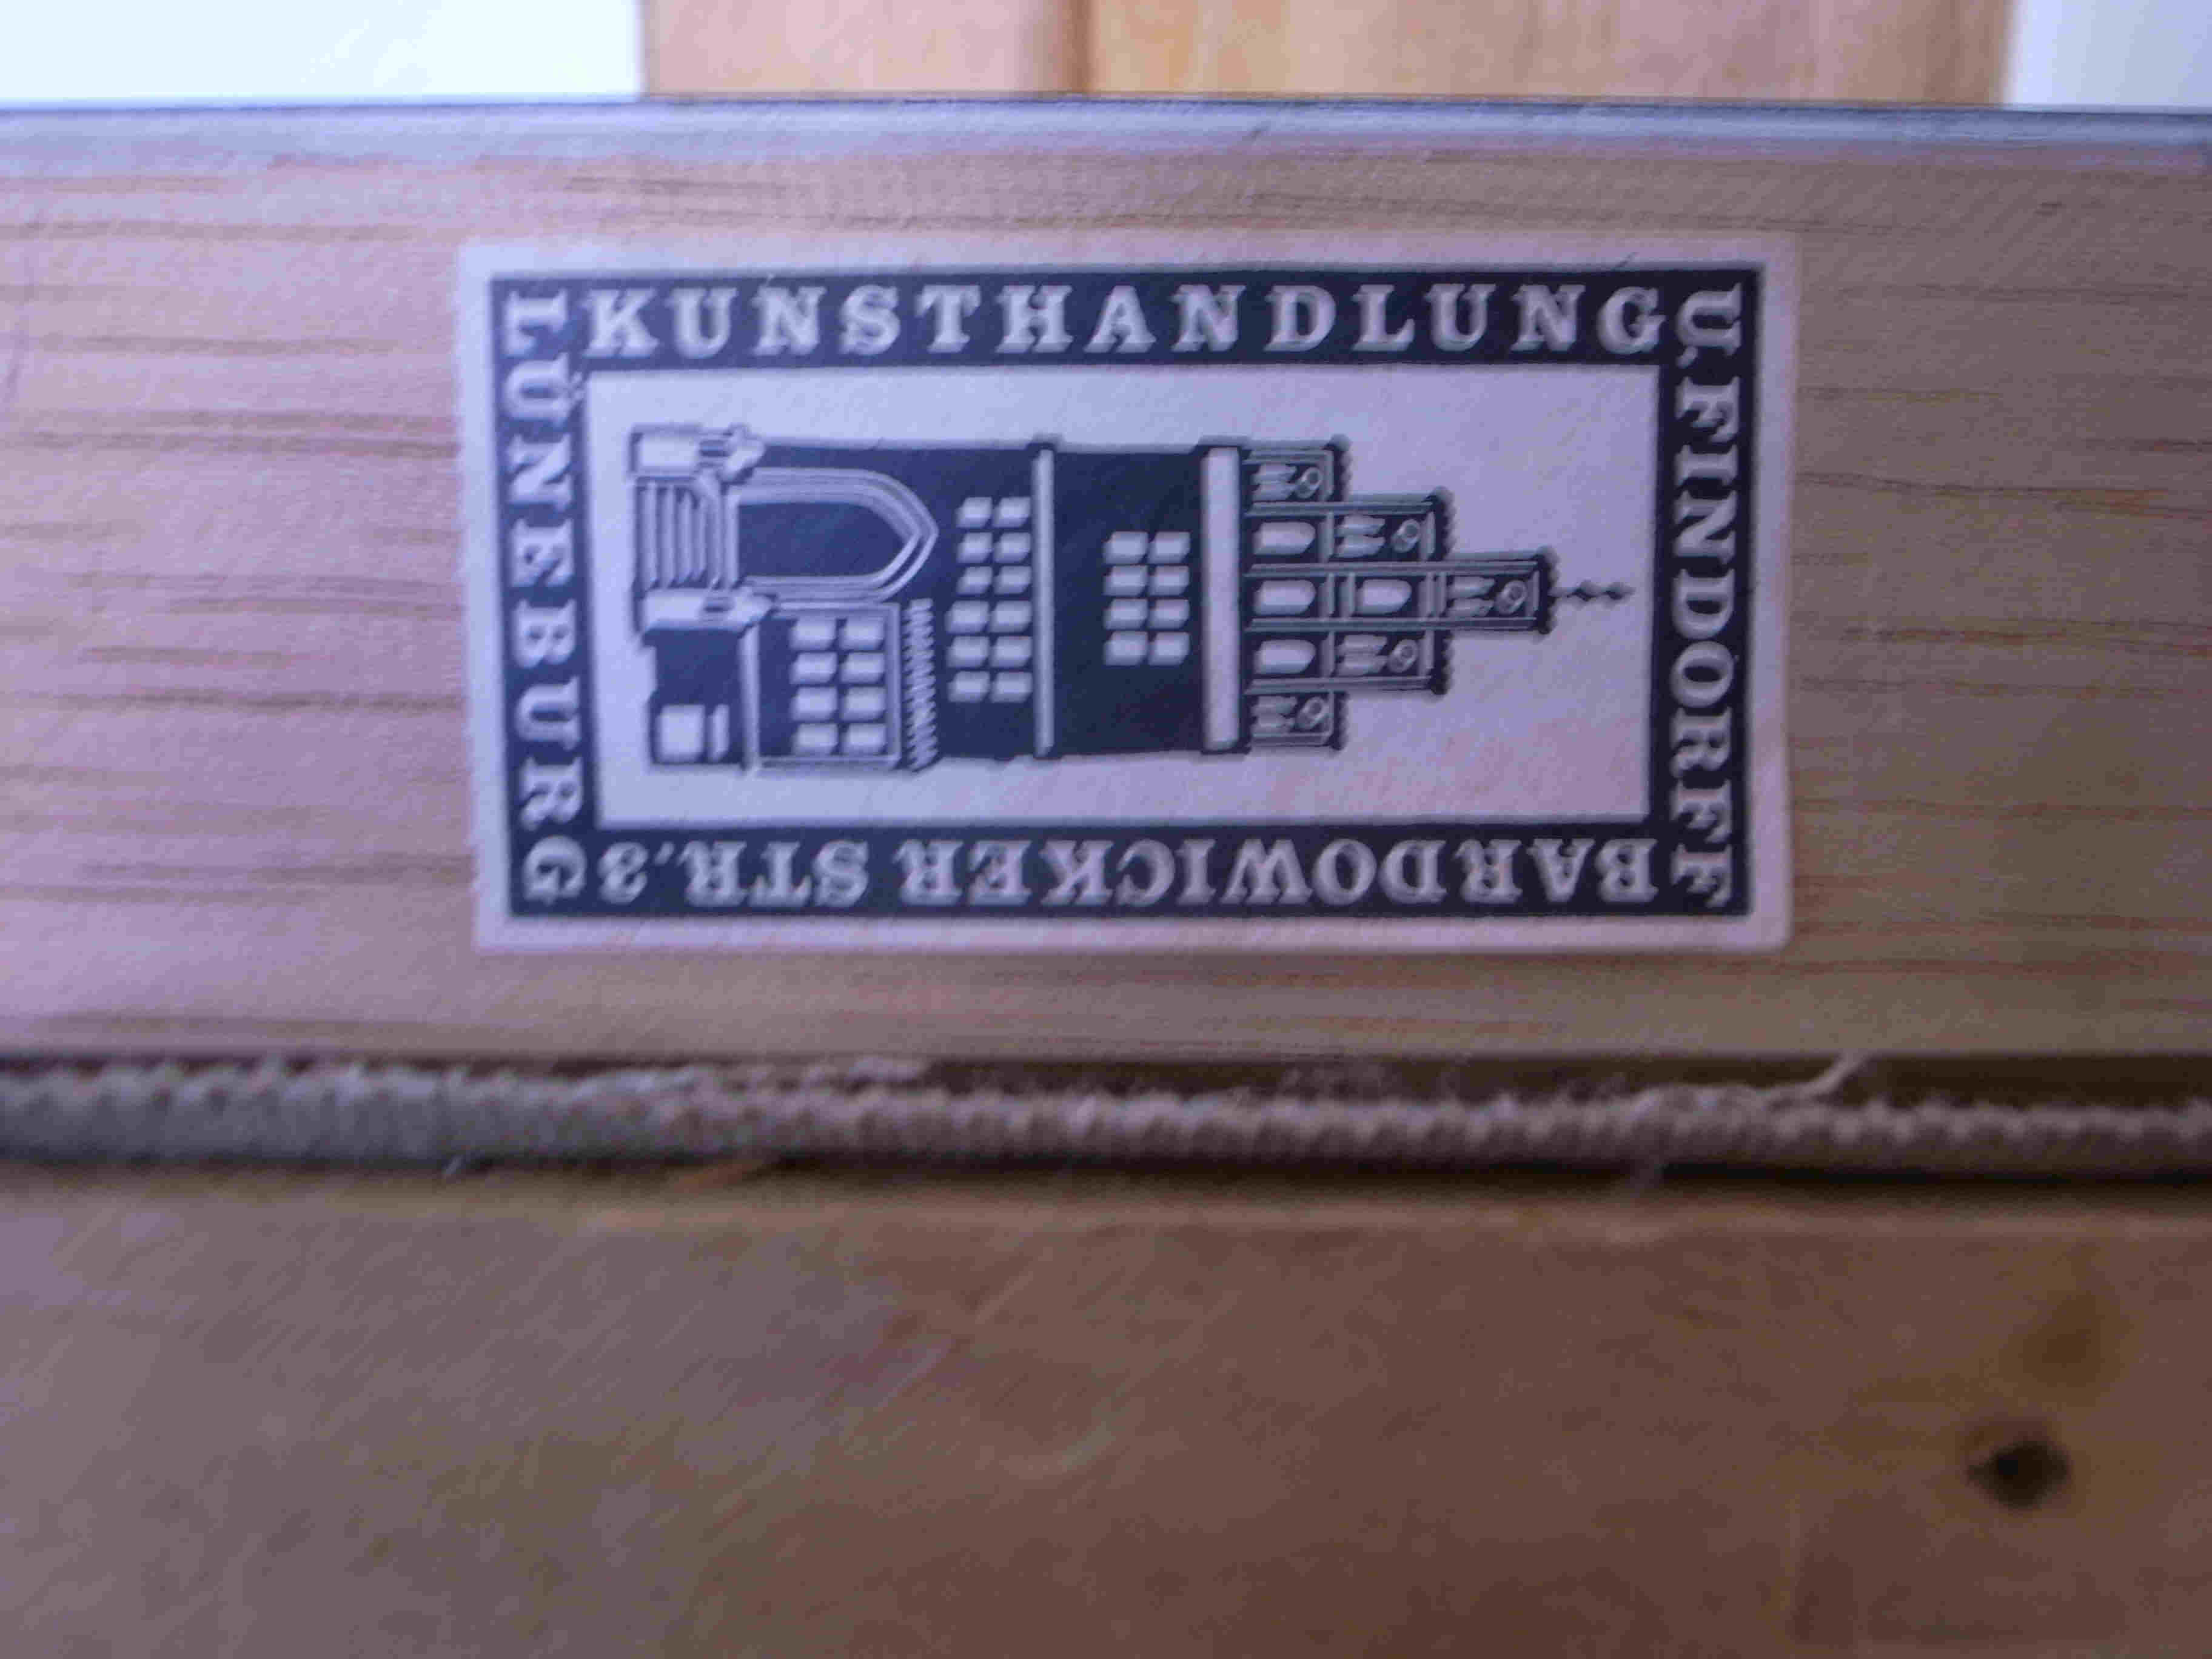 KUNSTHANDLUNG
U. FINDORFF
BARDOWICKER STR. 3
LÜNEBURG